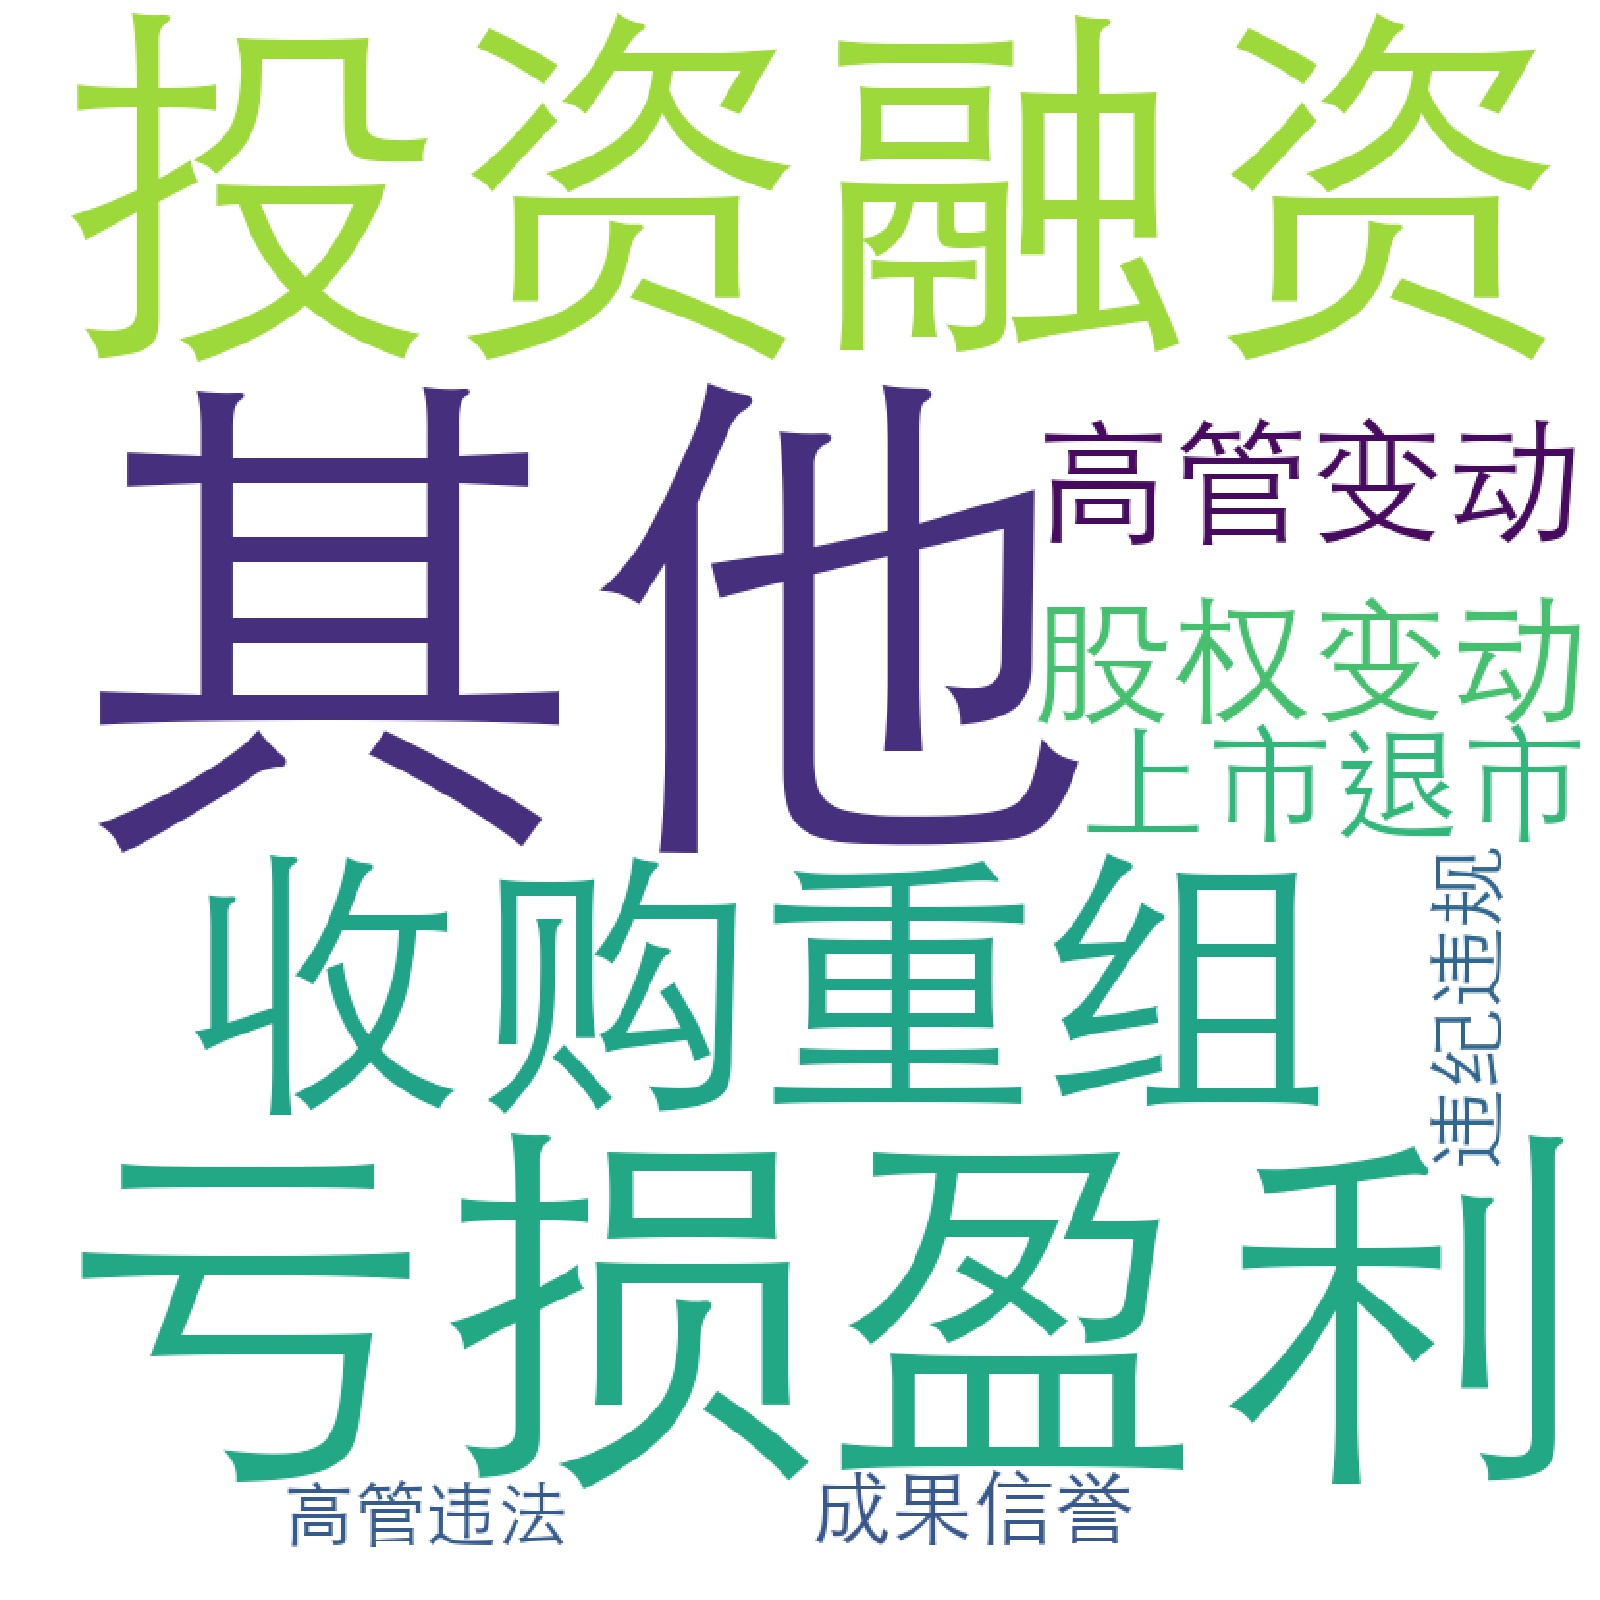 投资融资
其他
高管变动
股权变动
上市退市
收购重组
违纪违规
亏损盈利
高管违法
成果信誉